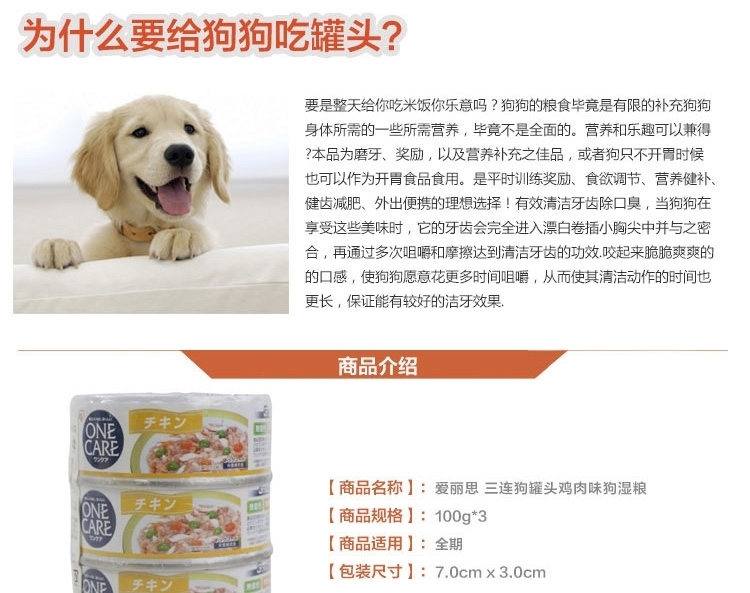 为什么要给狗狗吃罐头?
要是整天给你吃米饭你乐意吗？狗狗的粮食毕竟是有限的补充狗狗
身体所需的一些所需营养，毕竟不是全面的。营养和乐趣可以兼得
?本品为磨牙、奖励，以及营养补充之佳品，或者狗只不开胃时候
也可以作为开胃食品食用。是平时训练奖励、食欲调节、营养健补、
健齿减肥、外出便携的理想选择！有效清洁牙齿除口臭，当狗狗在
享受这些美味时，它的牙齿会完全进入漂白卷插小胸尖中并与之密
合，再通过多次咀嚼和摩擦达到清洁牙齿的功效.咬起来脆脆爽爽的
的口感，使狗狗愿意花更多时间咀嚼，从而使其清洁动作的时间也
更长，保证能有较好的洁牙效果.
商品介绍
ONE CARE
ワンケア
チキン
ONE CARE
チキン
ONE
チキン
【商品名称】：爱丽思 三连狗罐头鸡肉味狗湿粮
【商品规格】：100g*3
【商品适用】：全期
【包装尺寸】：7.0cm x 3.0cm